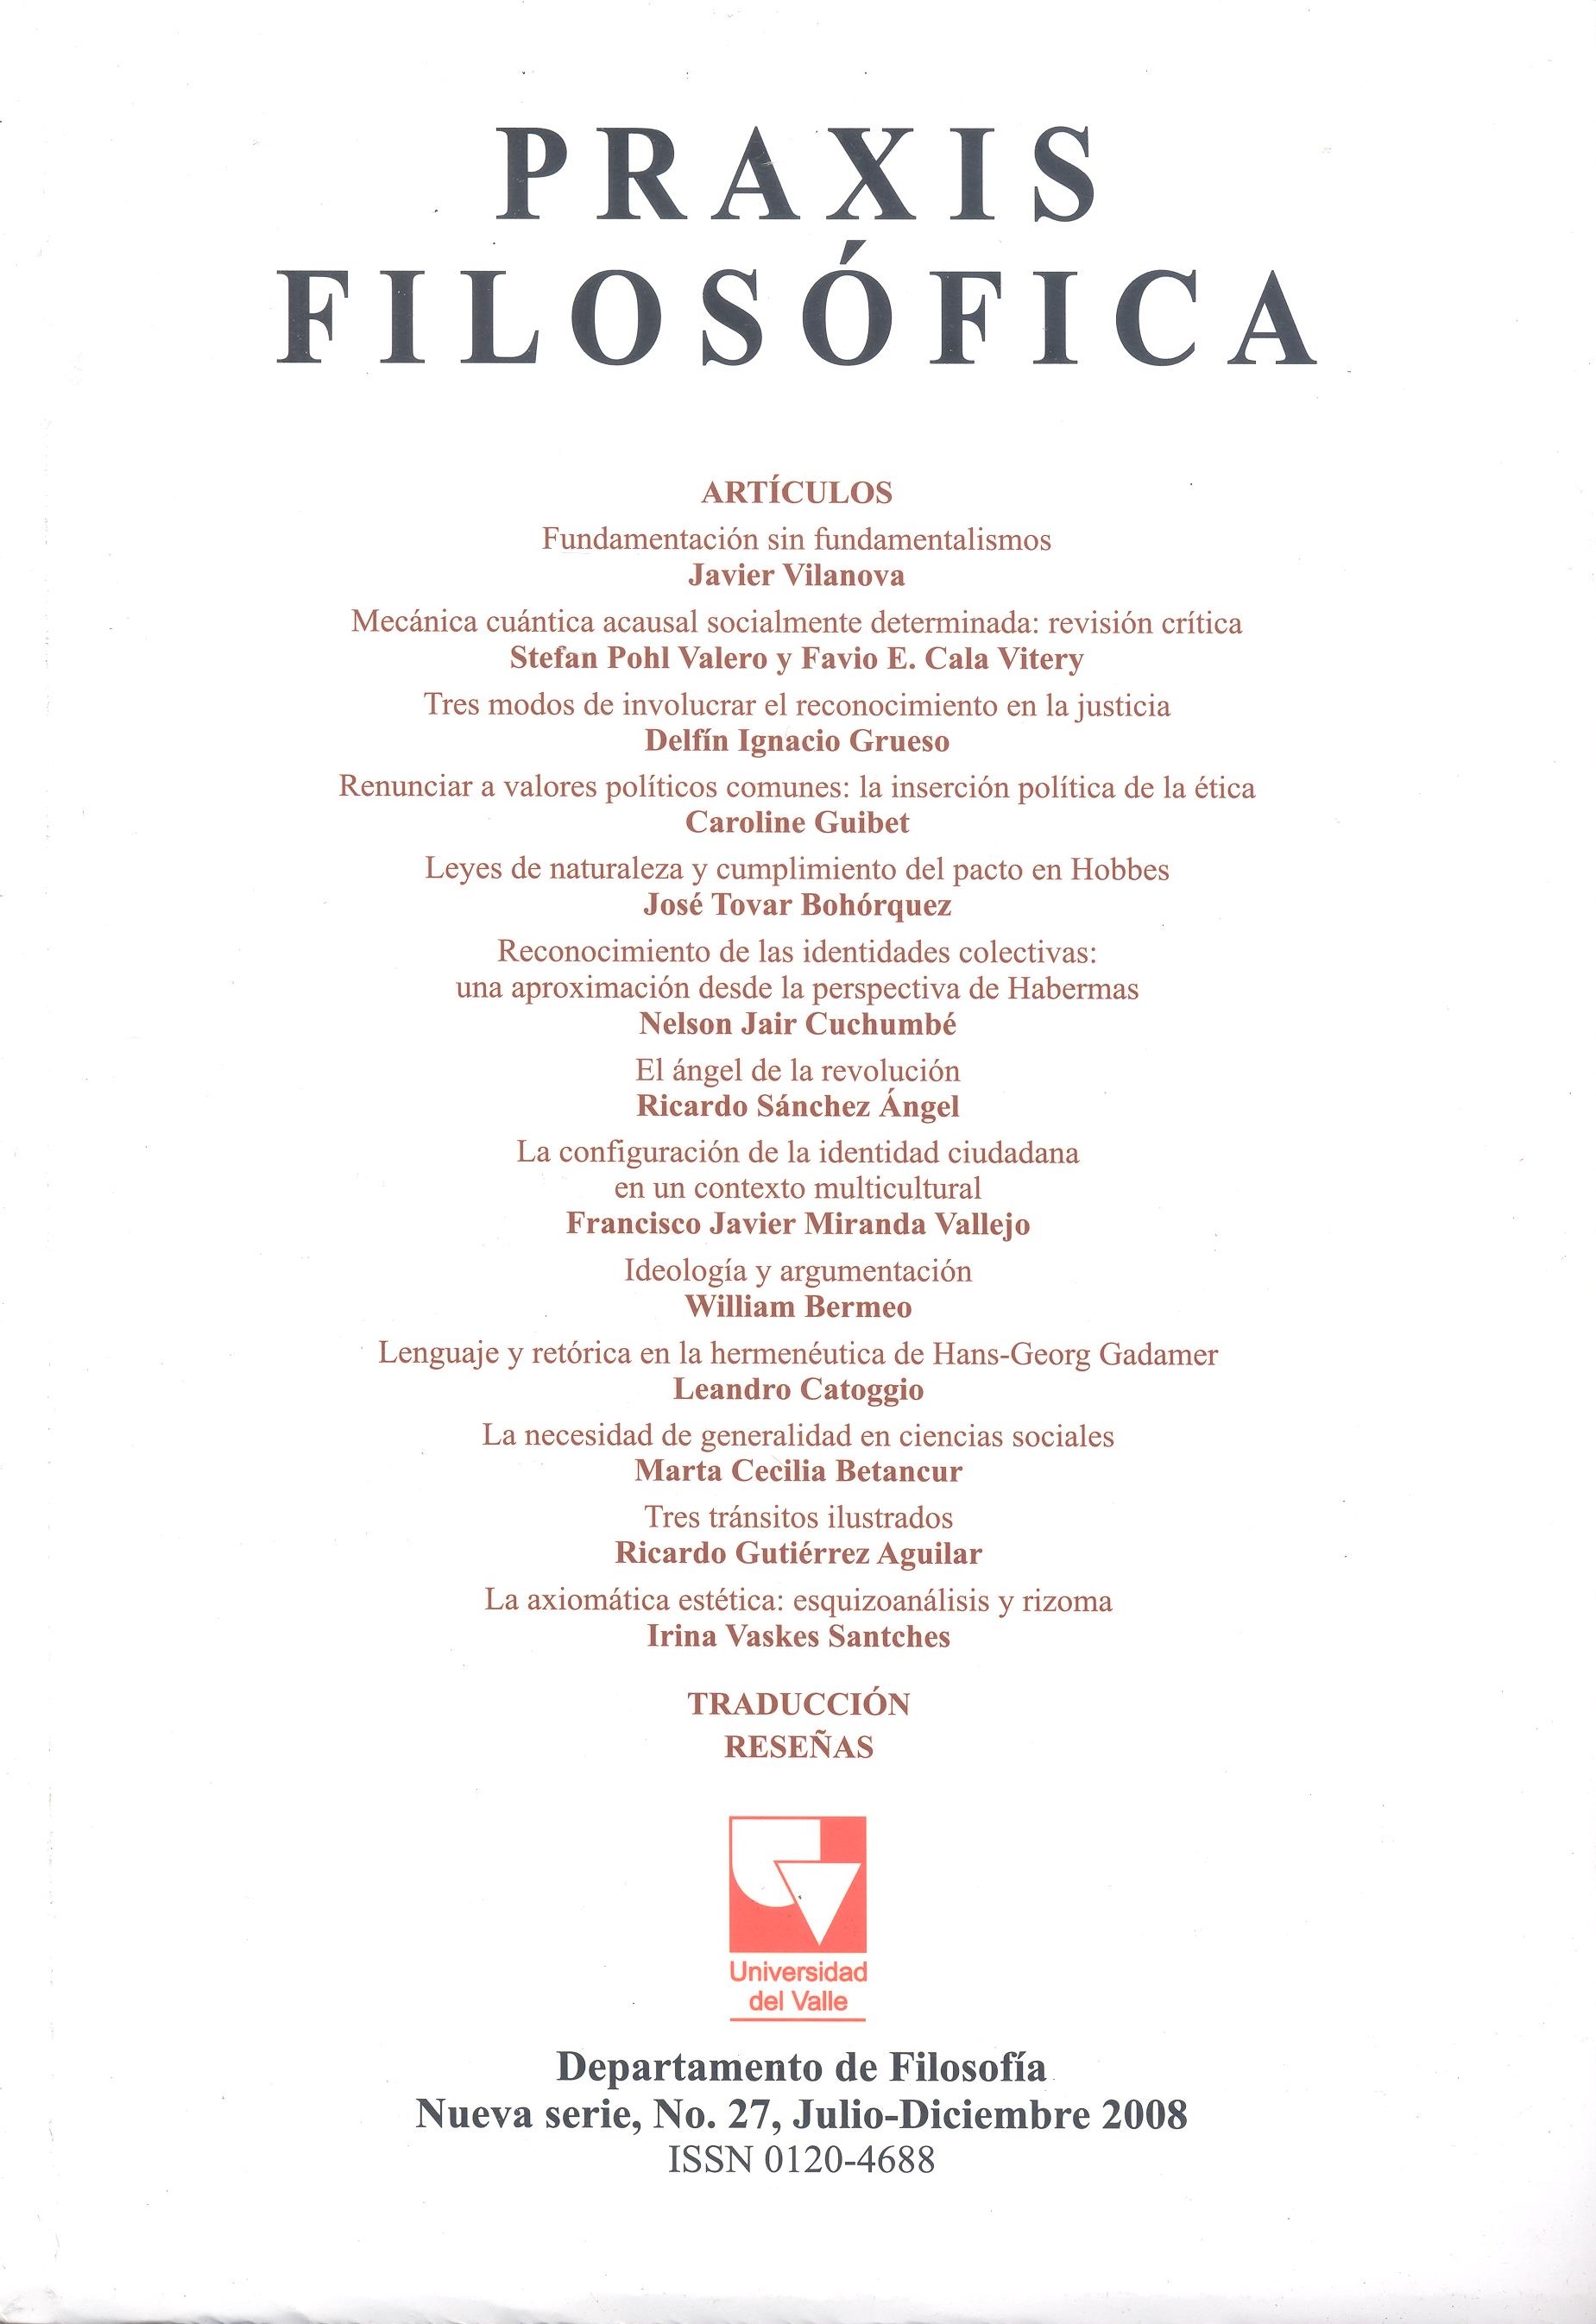 PRAXIS
FILOSÓFICA
ARTÍCULOS
Fundamentación sin fundamentalismos
Javier Vilanova
Mecánica cuántica acausal socialmente determinada: revisión crítica
Stefan Pohl Valero y Favio E. Cala Vitery
Tres modos de involucrar el reconocimiento en la justicia
Delfín Ignacio Grueso
Renunciar a valores políticos comunes: la inserción política de la ética
Caroline Guibet
Leyes de naturaleza y cumplimiento del pacto en Hobbes
José Tovar Bohórquez
Reconocimiento de las identidades colectivas:
una aproximación desde la perspectiva de Habermas
Nelson Jair Cuchumbé
El ángel de la revolución
Ricardo Sánchez Ángel
La configuración de la identidad ciudadana
en un contexto multicultural
Francisco Javier Miranda Vallejo
Ideología y argumentación
William Bermeo
Lenguaje y retórica en la hermenéutica de Hans-Georg Gadamer
Leandro Catoggio
La necesidad de generalidad en ciencias sociales
Marta Cecilia Betancur
Tres tránsitos ilustrados
Ricardo Gutiérrez Aguilar
La axiomática estética: esquizoanálisis y rizoma
Irina Vaskes Santches
TRADUCCIÓN
RESEÑAS
Universidad
del Valle
Departamento de Filosofía
Nueva serie, No. 27, Julio-Diciembre 2008
ISSN 0120-4688